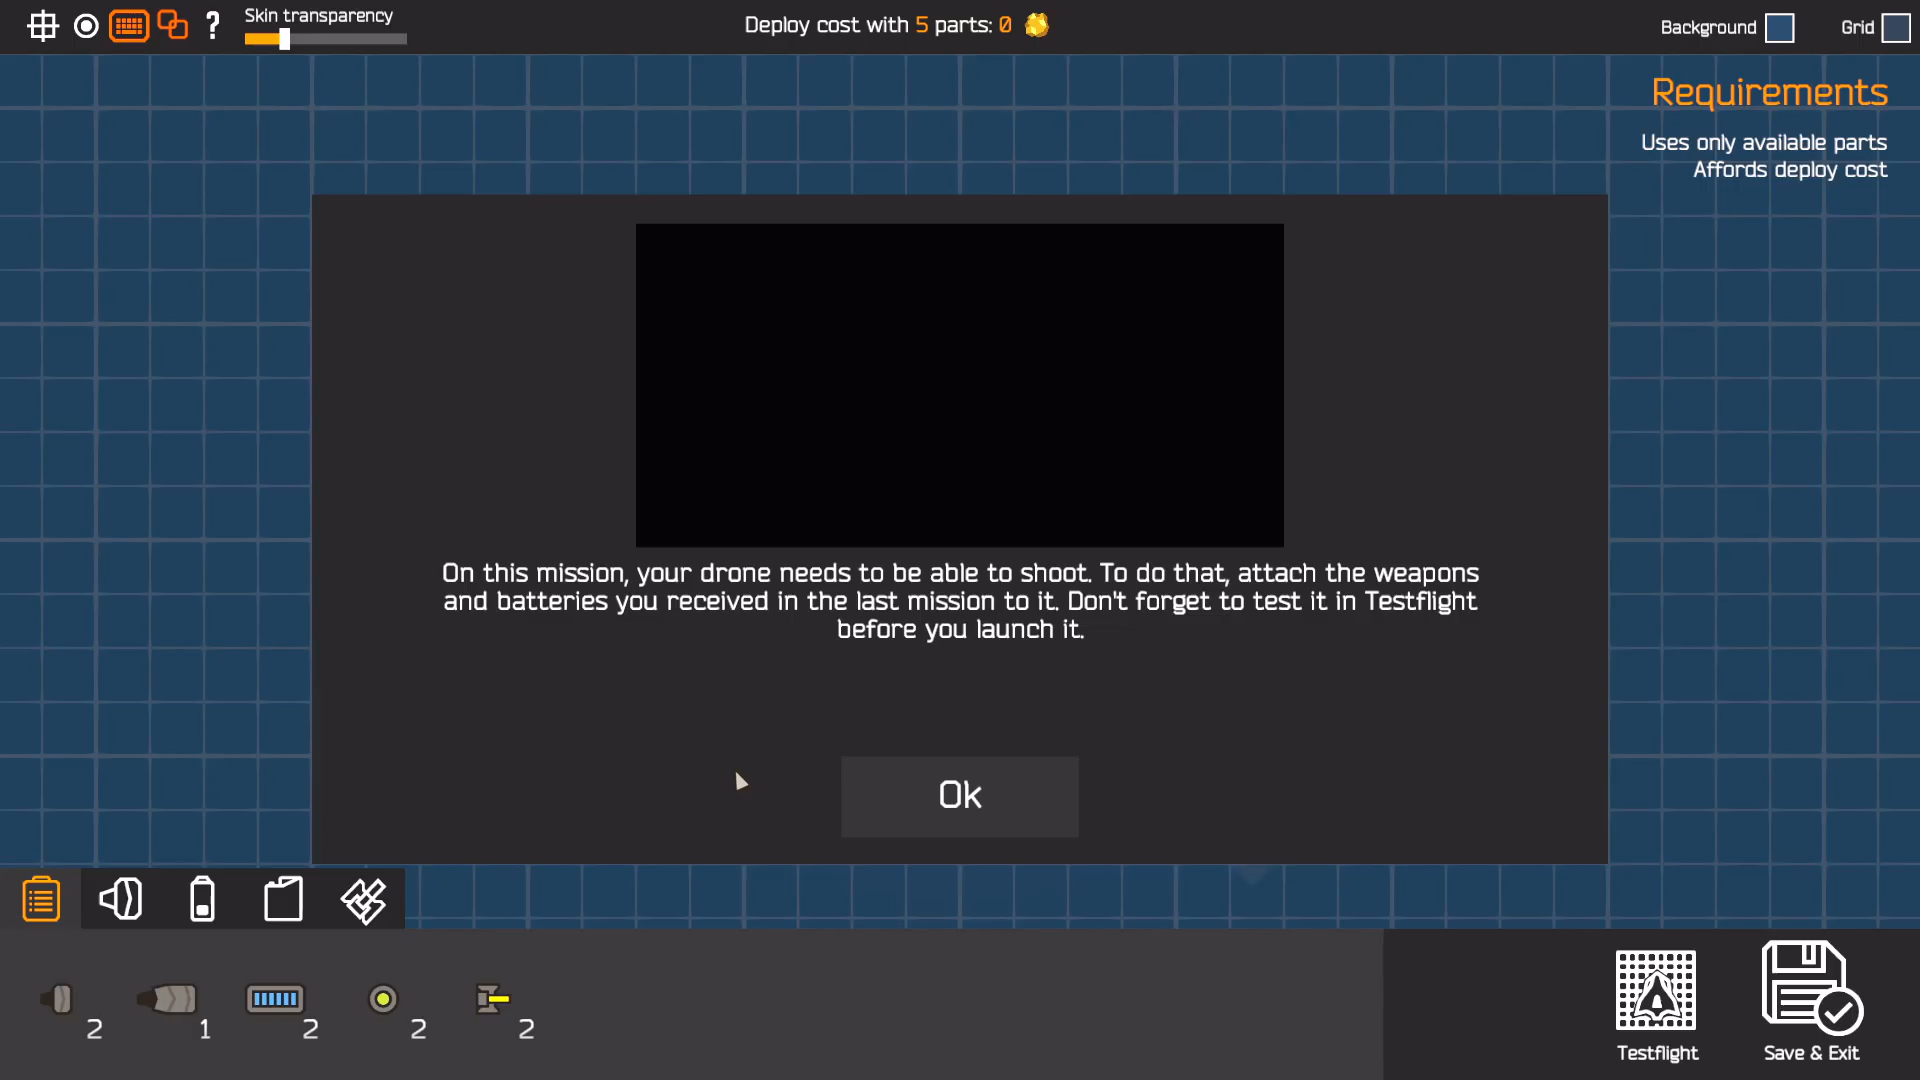 Skin transparency
Deploy cost with 5 parts: 0
Background
Grid
Requirements
Uses only available parts
Affords deploy cost
On this mission, your drone needs to be able to shoot. To do that, attach the weapons
and batteries you received in the last mission to it. Don't forget to test it in Testflight
before you launch it.
Ok
2
1
2
2
2
Testflight
Save & Exit